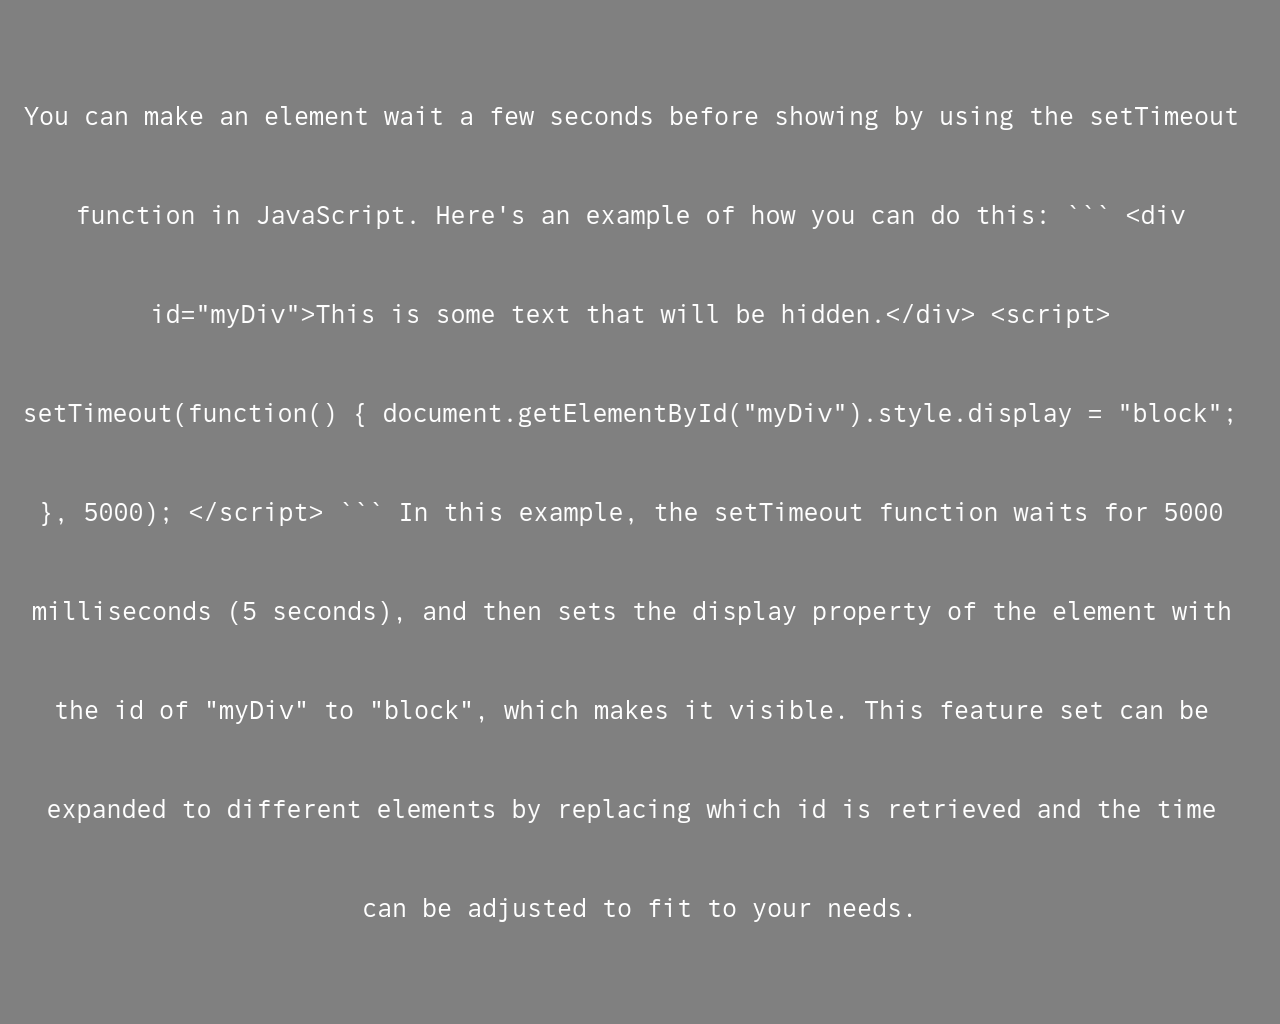 You can make an element wait a few seconds before showing by using the setTimeout
function in JavaScript. Here's an example of how you can do this: ``` <div
id="myDiv">This is some text that will be hidden.</div> <script>
setTimeout(function() { document.getElementById("myDiv").style.display = "block";
}, 5000); </script> ``` In this example, the setTimeout function waits for 5000
milliseconds (5 seconds), and then sets the display property of the element with
the id of "myDiv" to "block", which makes it visible. This feature set can be
expanded to different elements by replacing which id is retrieved and the time
can be adjusted to fit to your needs.